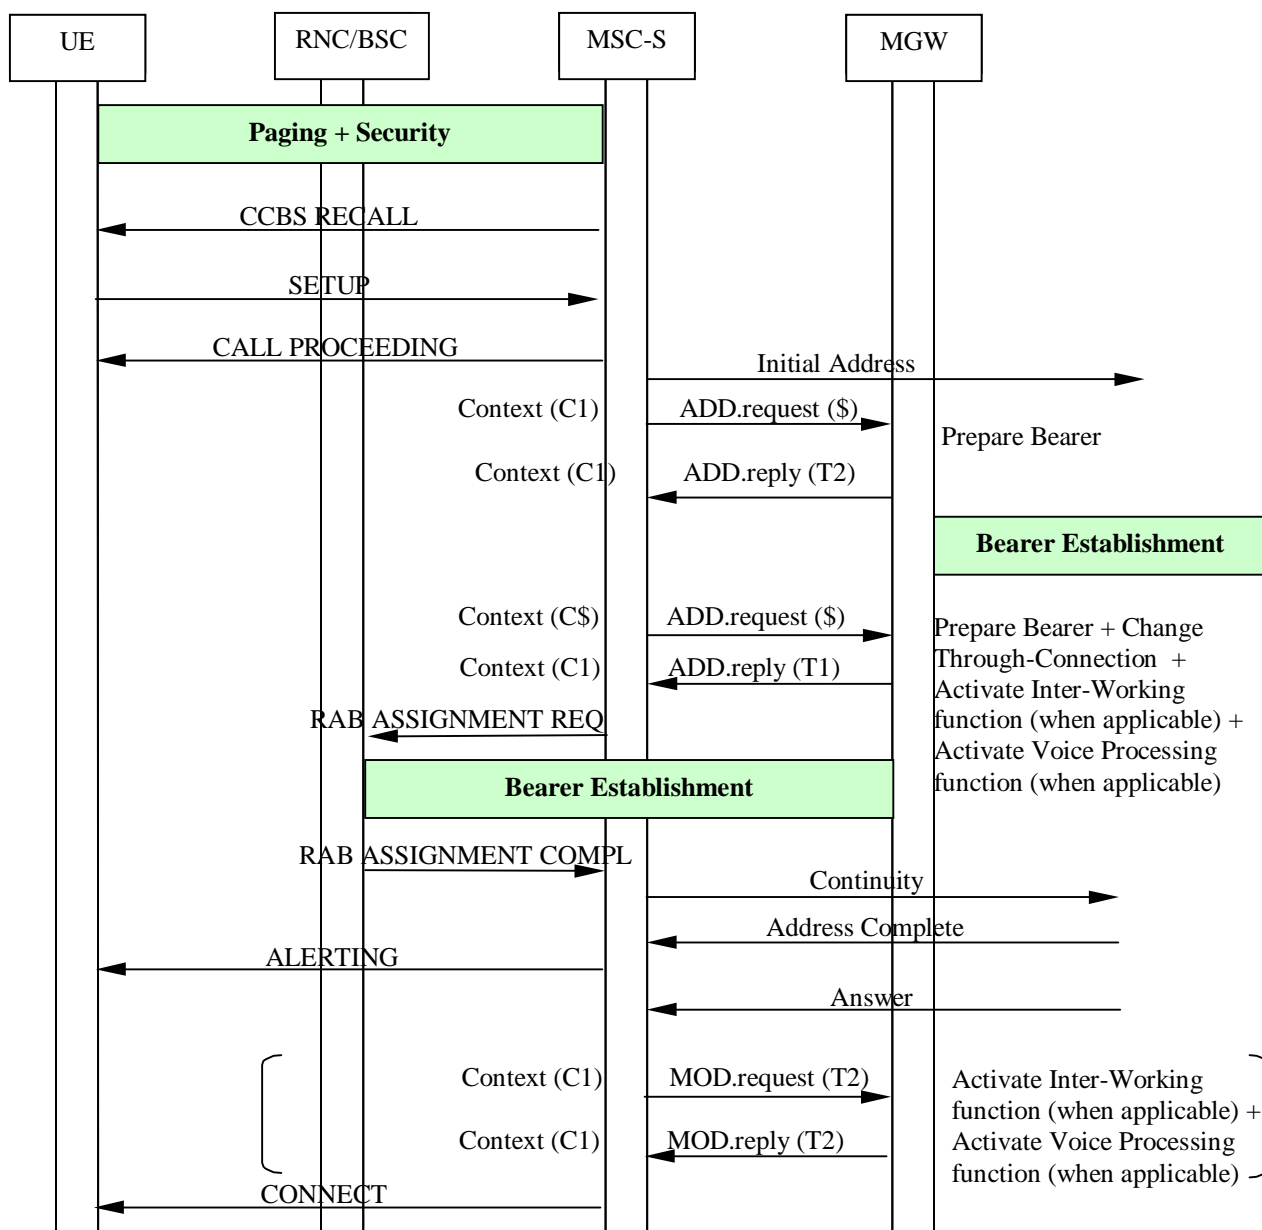 UE
RNC/BSC
MSC-S
MGW
Paging + Security
CCBS RECALL
SETUP
CALL PROCEEDING
Initial Address
Context (C1)
ADD.request ($)
Prepare Bearer
Context (C1)
ADD.reply (T2)
Bearer Establishment
Context (C$)
ADD.request ($)
Prepare Bearer + Change
Through-Connection +
Activate Inter-Working
function (when applicable) +
Activate Voice Processing
function (when applicable)
Context (C1)
ADD.reply (T1)
RAB ASSIGNMENT REQ
Bearer Establishment
RAB ASSIGNMENT COMPL
Continuity
Address Complete
ALERTING
Answer
Context (C1)
MOD.request (T2)
Activate Inter-Working
function (when applicable) +
Activate Voice Processing
function (when applicable)
Context (C1)
MOD.reply (T2)
CONNECT